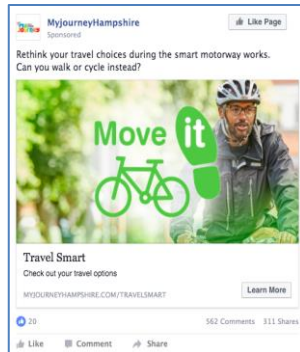 MyjourneyHampshire
Sponsored
Like Page
Rethink your travel choices during the smart motorway works.
Can you walk or cycle instead?
Move it
Travel Smart
Check out your travel options
MYJOURNEYHAMPSHIRE.COM/TRAVELSMART
Learn More
20
562 Comments 311 Shares
Like Comment Share